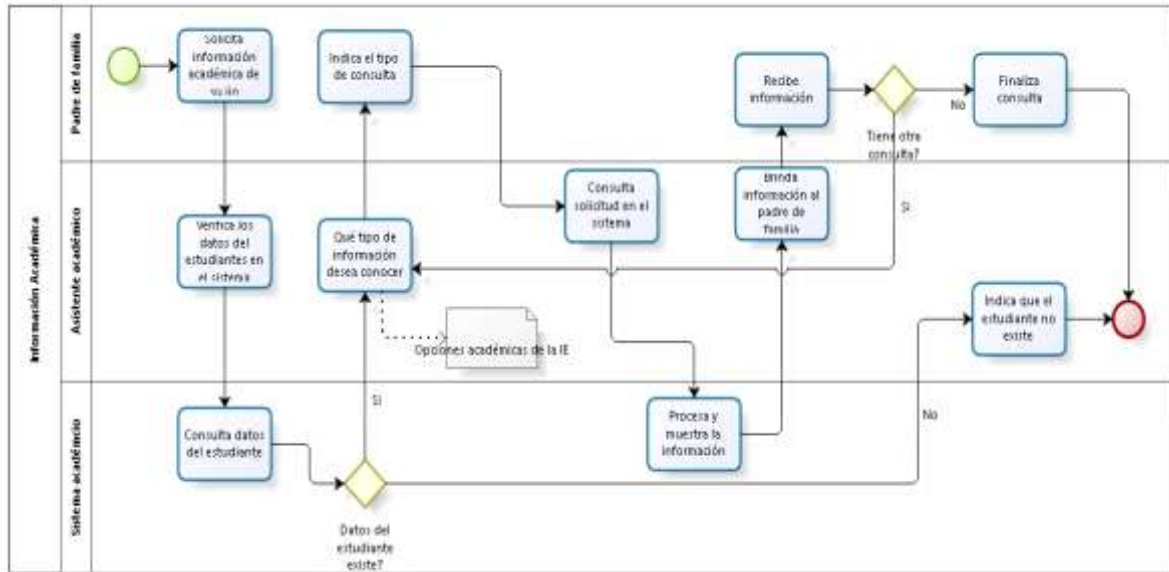 Información Académica
Padre de familia
Solicita
información
académica de
su
Indica el tipo
de consulta
Recibe
información
Tiene otra
consulta?
No
Finaliza
consulta
Asistente académico
Verifica los
datos del
estudiantes en
el sistema
Qué tipo de
información
desea conocer
Opciones académicas de la IE
Consulta
solicitud en el
sistema
Brinda
información al
padre de
familia
Si
Indica que el
estudiante no
existe
Sistema académcio
Consulta datos
del estudiante
Si
Datos del
estudiante
existe?
Procesa y
muestra la
información
No